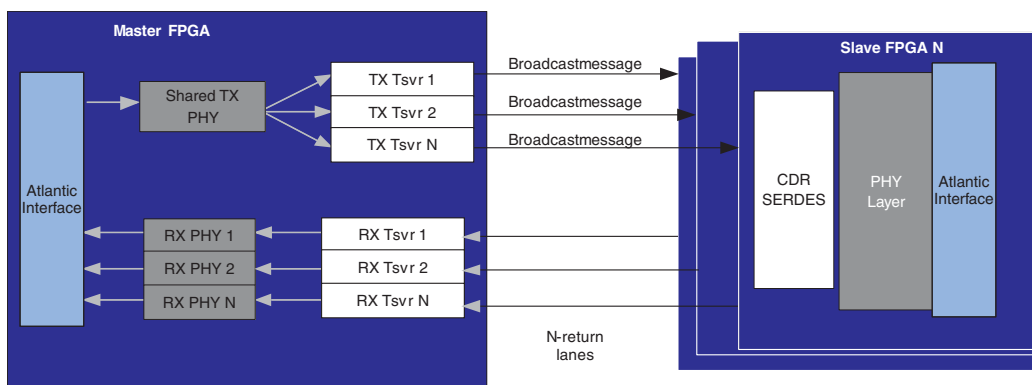 Master FPGA
Slave FPGA N
Shared TX
PHY
TX Tsvr 1
TX Tsvr 2
TX Tsvr N
Broadcastmessage
Broadcastmessage
Broadcastmessage
Atlantic
Interface
RX PHY 1
RX PHY 2
RX PHY N
RX Tsvr 1
RX Tsvr 2
RX Tsvr N
N-return
lanes
CDR
SERDES
PHY
Layer
Atlantic
Interface